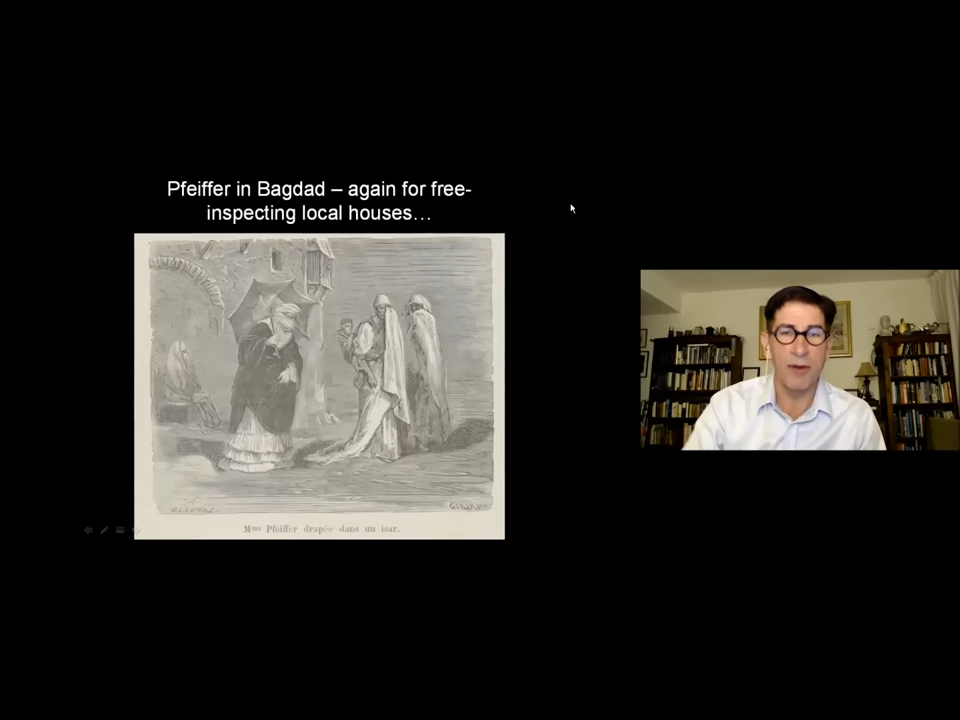 Pfeiffer in Bagdad – again for free-
inspecting local houses…
Mme Pfeiffer drapée dans un isar.